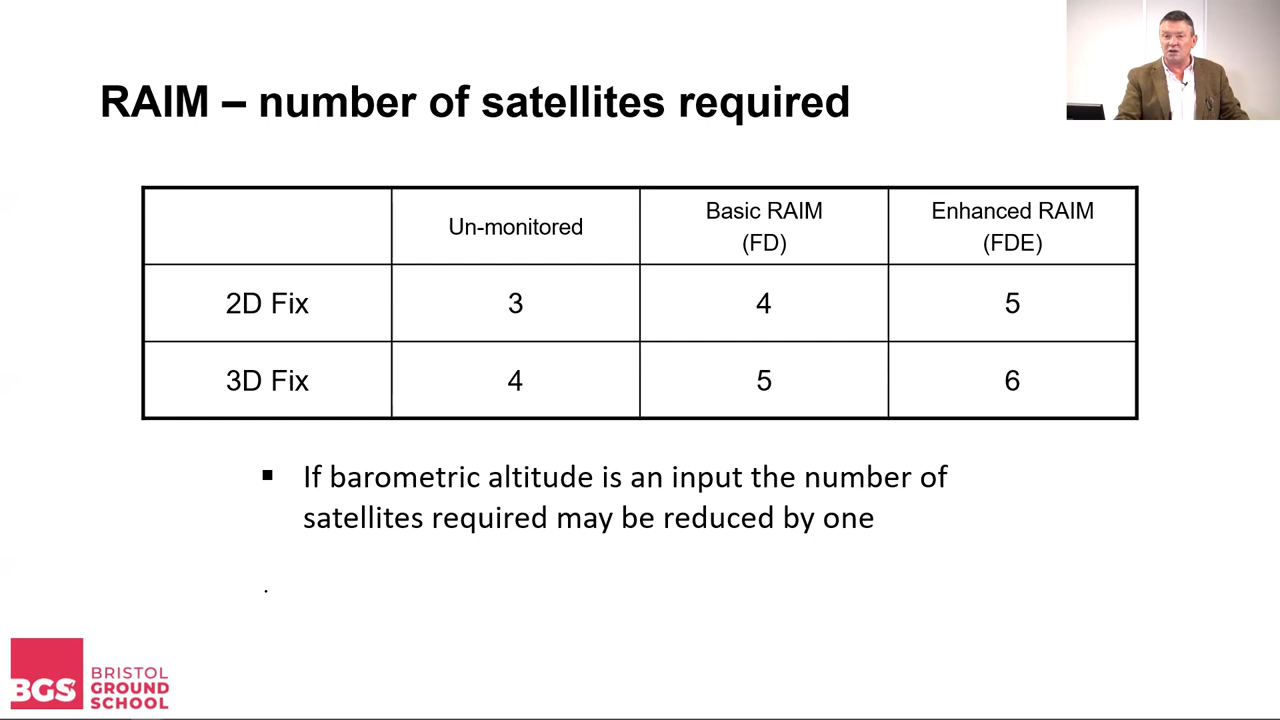 RAIM – number of satellites required
Un-monitored
Basic RAIM
(FD)
Enhanced RAIM
(FDE)
2D Fix
3
4
5
3D Fix
4
5
6
▪ If barometric altitude is an input the number of
satellites required may be reduced by one
.
BGS
BRISTOL
GROUND
SCHOOL